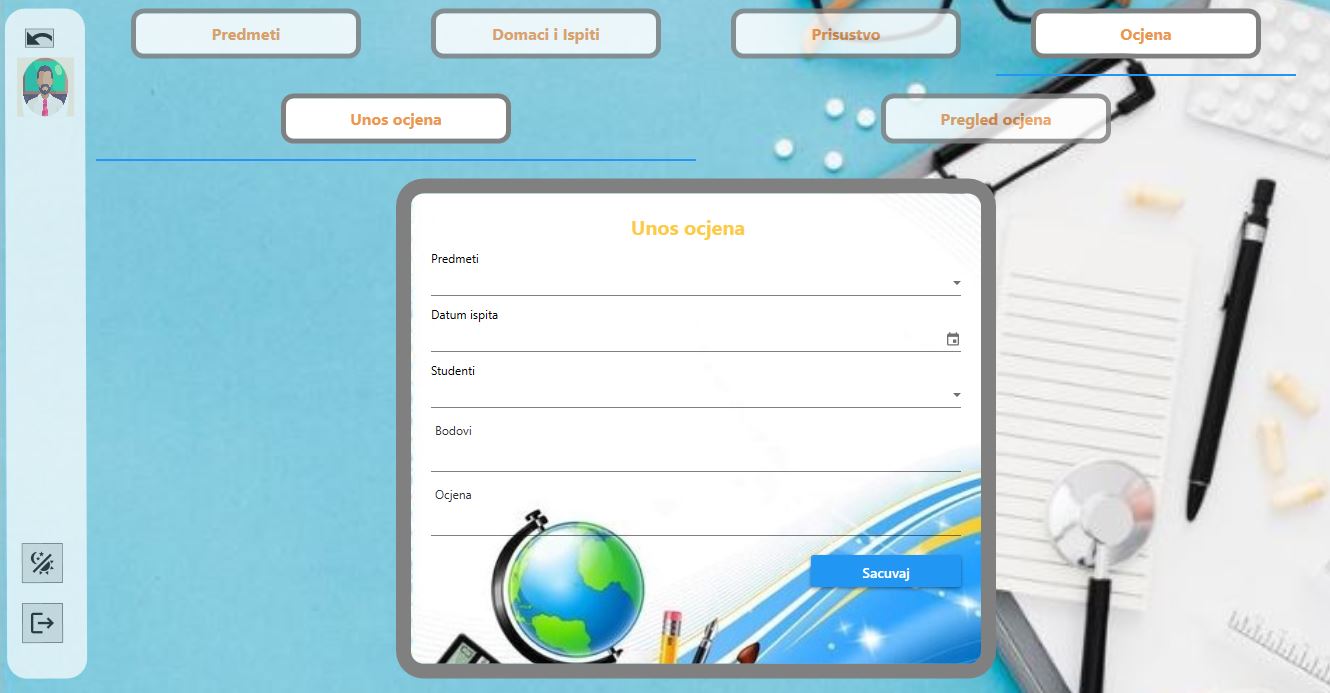 Predmeti
Domaci i Ispiti
Prisustvo
Ocjena
Unos ocjena
Pregled ocjena
Unos ocjena
Predmeti
Datum ispita
Studenti
Bodovi
Ocjena
Sacuvaj